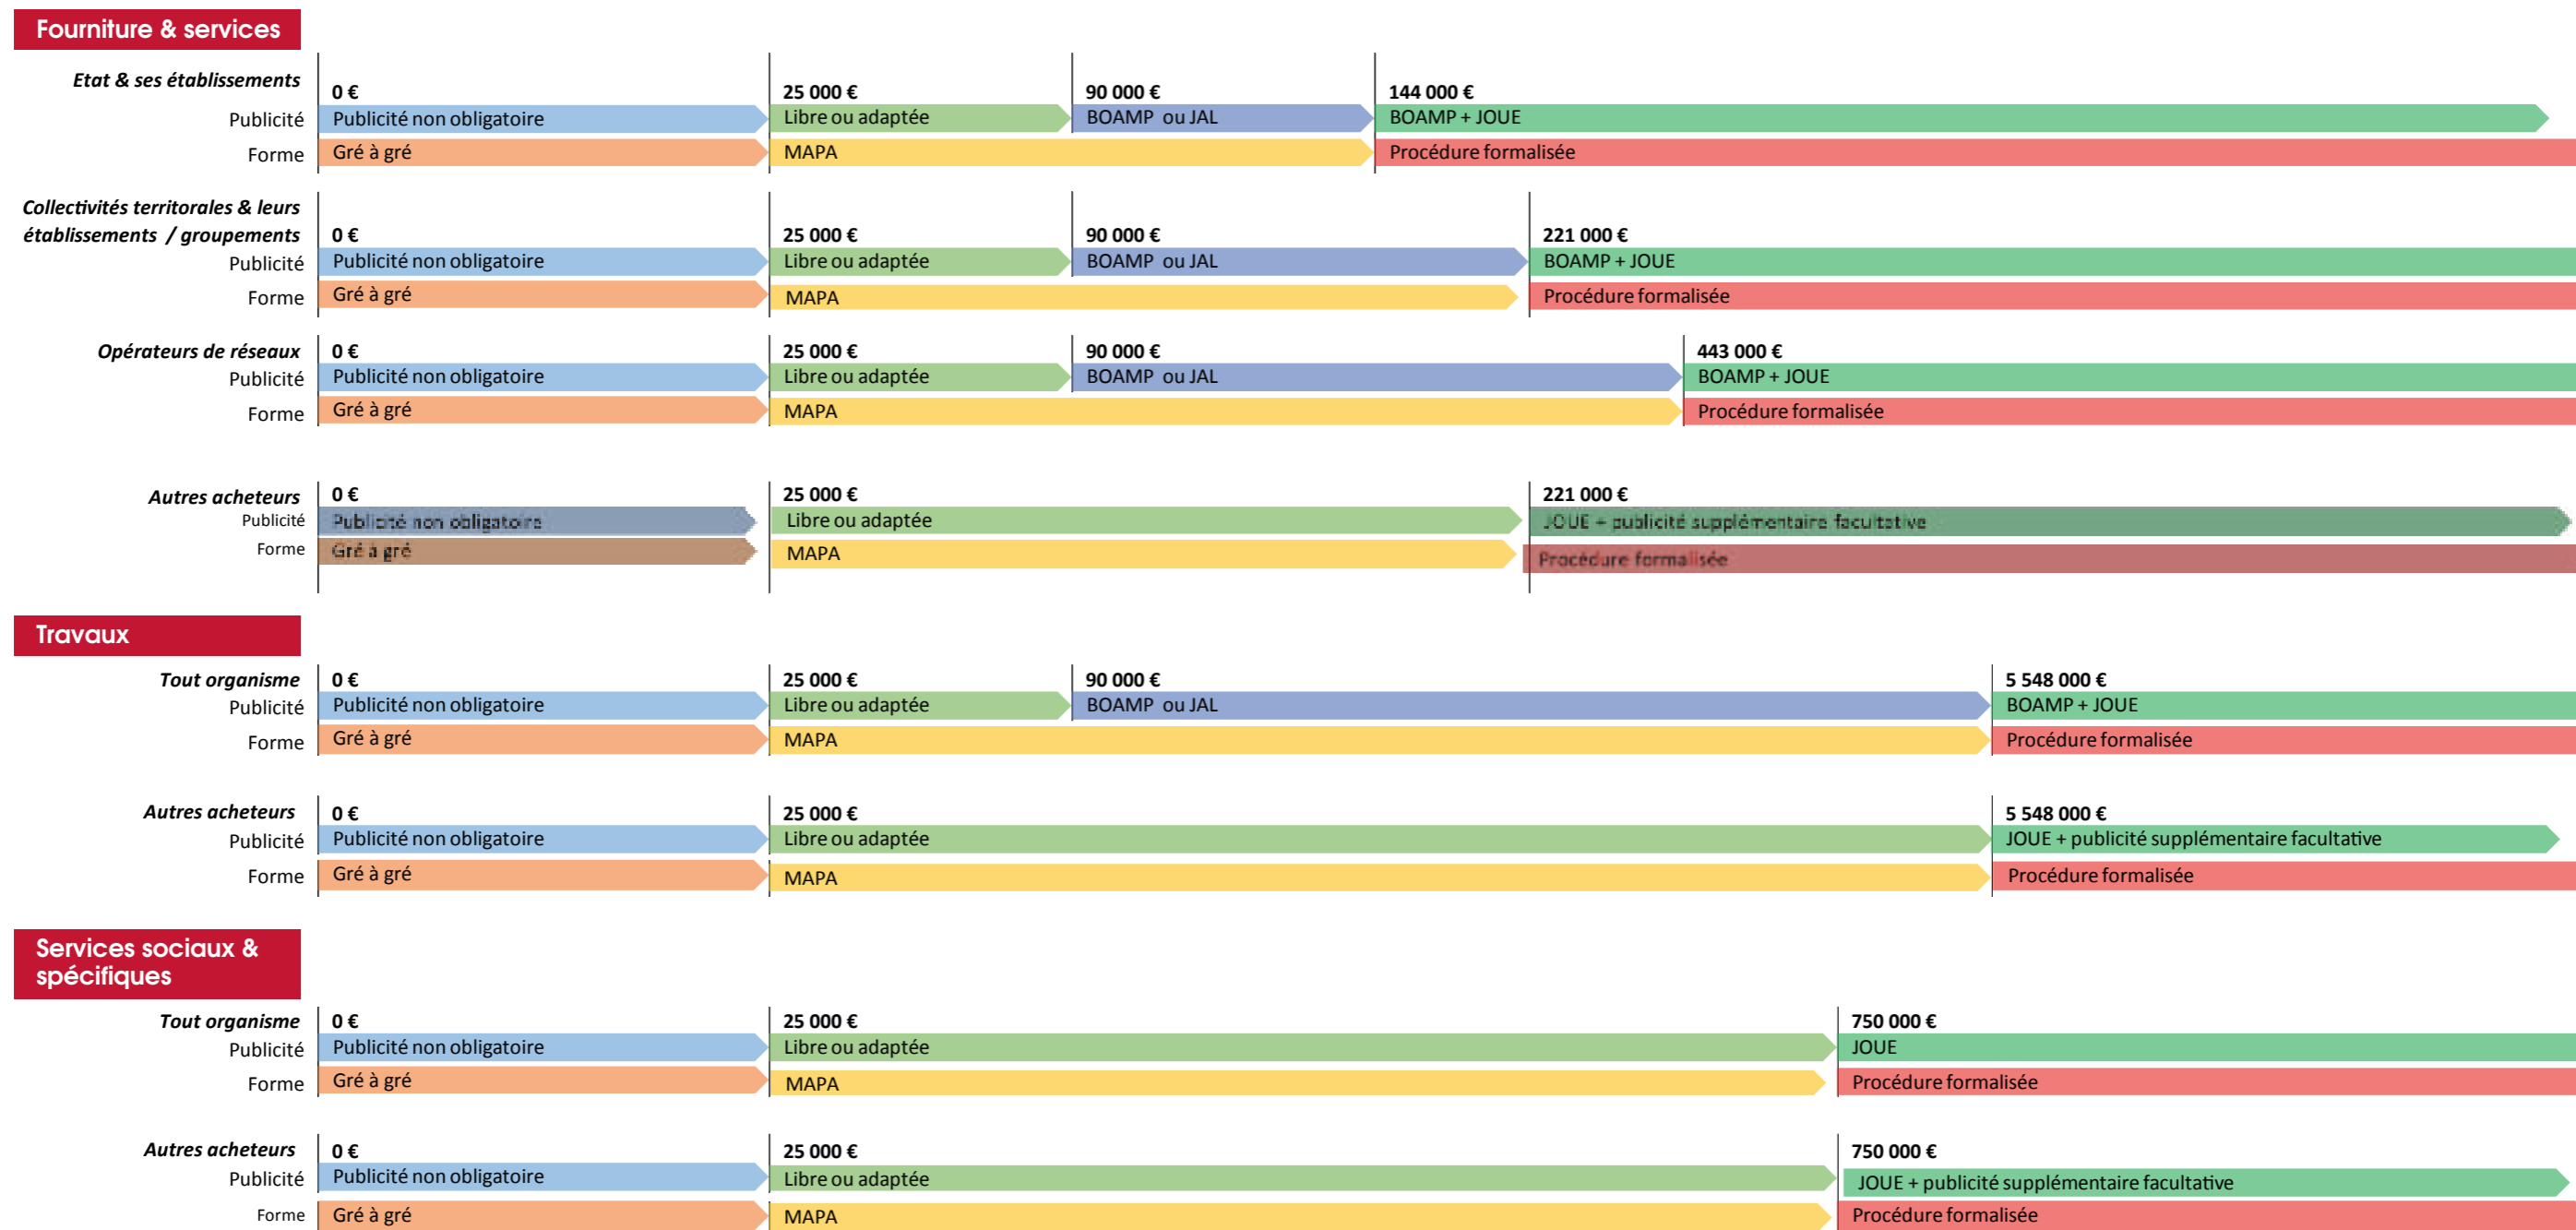 Fourniture & services
Etat & ses établissements
0 € 25 000 € 90 000 € 144 000 €
Publicité Publicité non obligatoire Libre ou adaptée BOAMP ou JAL BOAMP + JOUE
Forme Gré à gré MAPA Procédure formalisée
Collectivités territoriales & leurs
établissements / groupements 0 € 25 000 € 90 000 € 221 000 €
Publicité Publicité non obligatoire Libre ou adaptée BOAMP ou JAL BOAMP + JOUE
Forme Gré à gré MAPA Procédure formalisée
Opérateurs de réseaux 0 € 25 000 € 90 000 € 443 000 €
Publicité Publicité non obligatoire Libre ou adaptée BOAMP ou JAL BOAMP + JOUE
Forme Gré à gré MAPA Procédure formalisée
Autres acheteurs 0 € 25 000 € 221 000 €
Publicité Publicité non obligatoire Libre ou adaptée JOUE + publicité supplémentaire facultative
Forme Gré à gré MAPA Procédure formalisée
Travaux
Tout organisme 0 € 25 000 € 90 000 € 5 548 000 €
Publicité Publicité non obligatoire Libre ou adaptée BOAMP ou JAL BOAMP + JOUE
Forme Gré à gré MAPA Procédure formalisée
Autres acheteurs 0 € 25 000 € 5 548 000 €
Publicité Publicité non obligatoire Libre ou adaptée JOUE + publicité supplémentaire facultative
Forme Gré à gré MAPA Procédure formalisée
Services sociaux &
spécifiques
Tout organisme 0 € 25 000 € 750 000 €
Publicité Publicité non obligatoire Libre ou adaptée JOUE
Forme Gré à gré MAPA Procédure formalisée
Autres acheteurs 0 € 25 000 € 750 000 €
Publicité Publicité non obligatoire Libre ou adaptée JOUE + publicité supplémentaire facultative
Forme Gré à gré MAPA Procédure formalisée